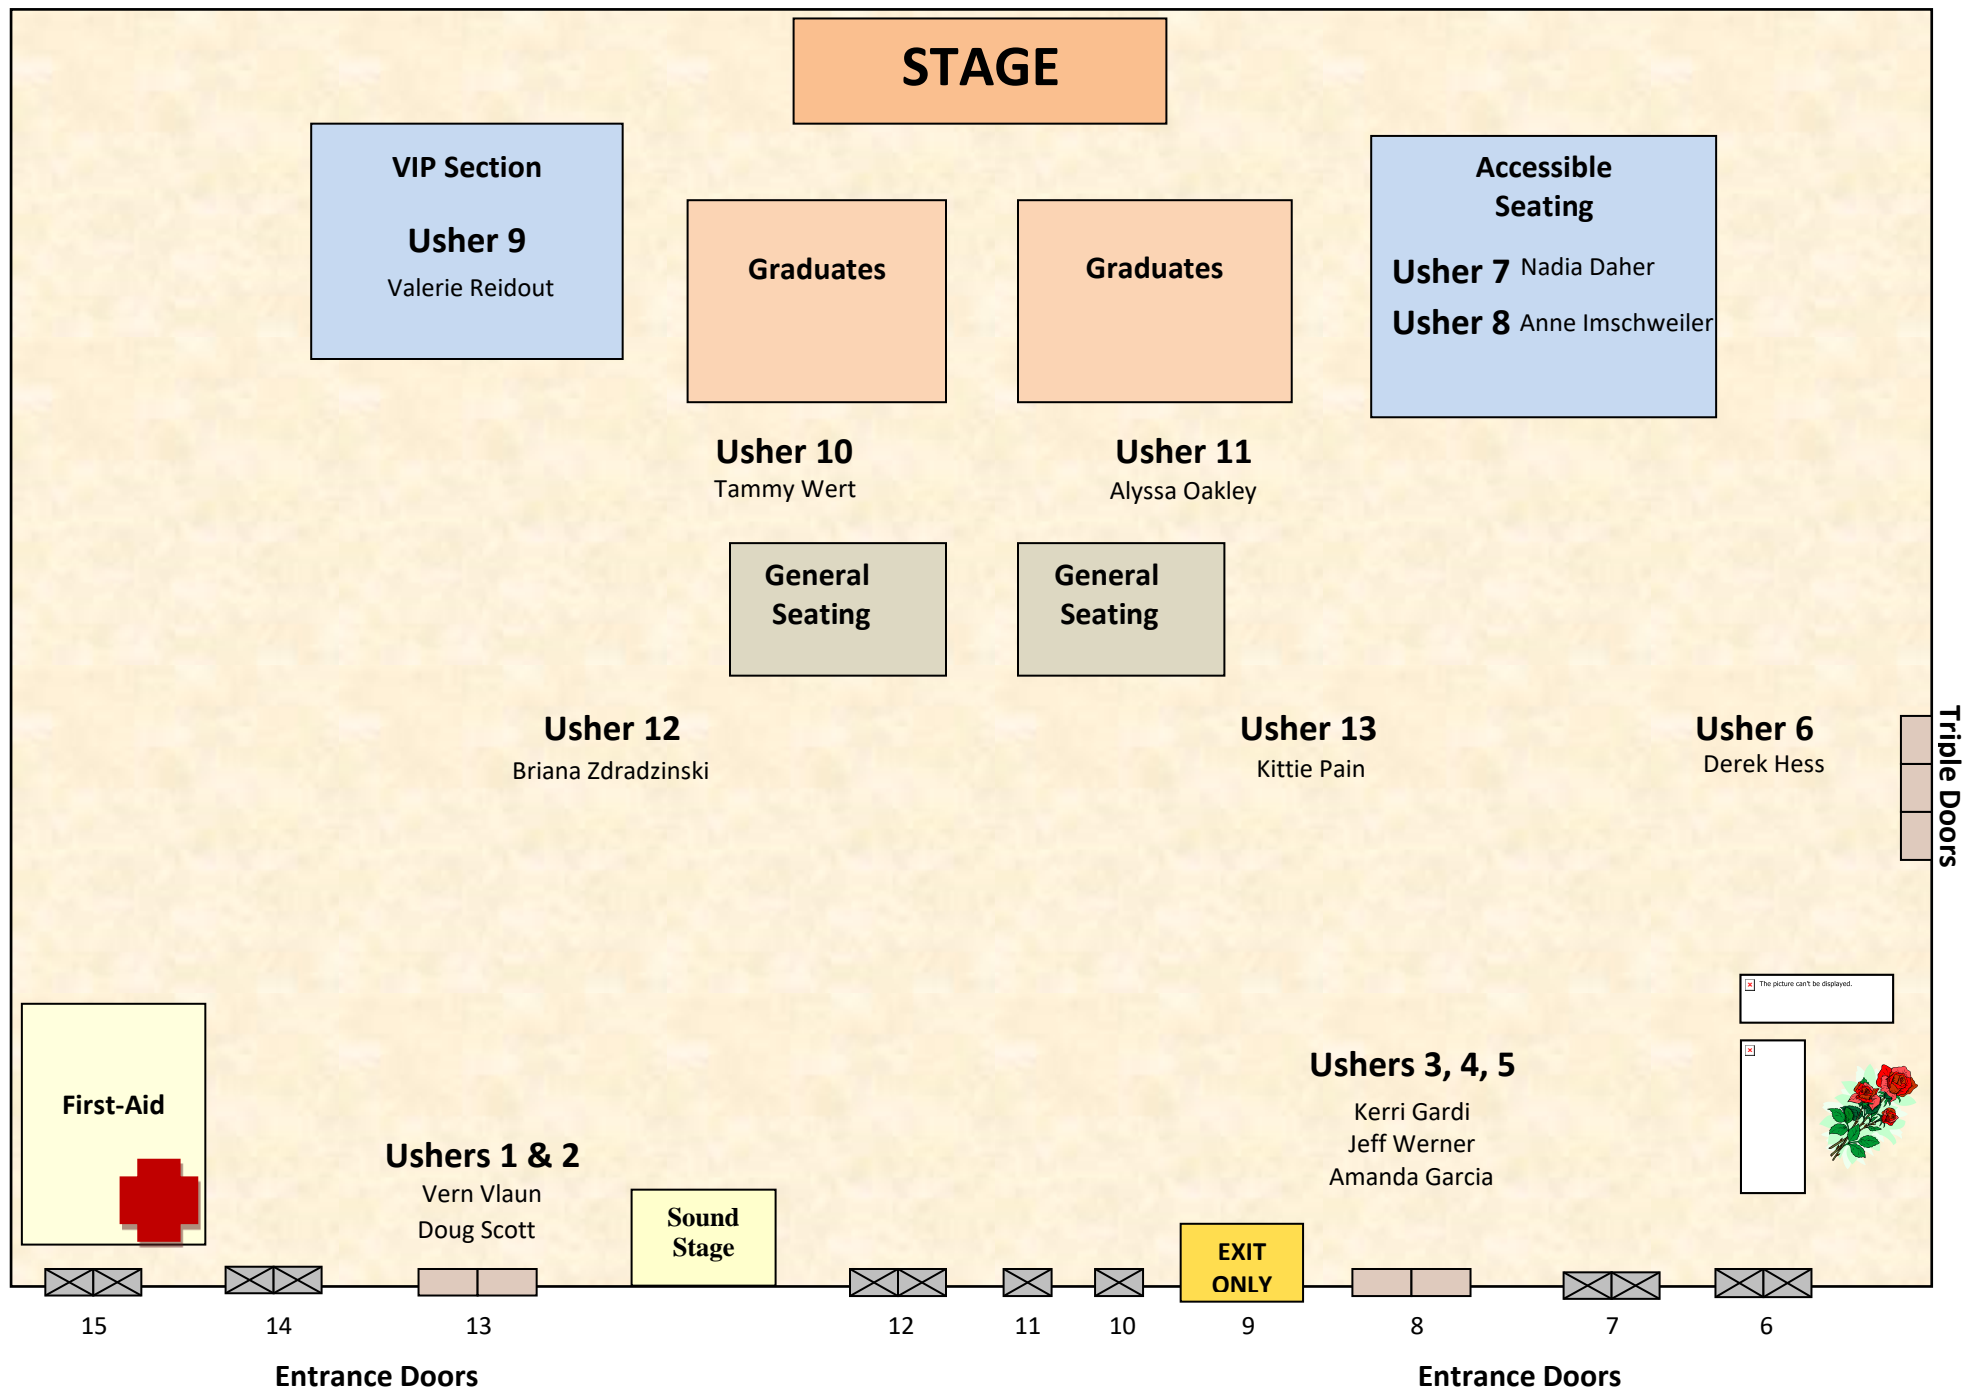 STAGE
VIP Section
Usher 9
Valerie Reidout
Graduates
Graduates
Accessible
Seating
Usher 7 Nadia Daher
Usher 8 Anne Imschweiler
Usher 10
Tammy Wert
Usher 11
Alyssa Oakley
General
Seating
General
Seating
Usher 12
Briana Zdradzinski
Usher 13
Kittie Pain
Usher 6
Derek Hess
Triple Doors
The picture can't be displayed.
First-Aid
Ushers 1 & 2
Vern Vlaun
Doug Scott
Sound
Stage
Ushers 3, 4, 5
Kerri Gardi
Jeff Werner
Amanda Garcia
EXIT
ONLY
15 14 13 12 11 10 9 8 7 6
Entrance Doors
Entrance Doors